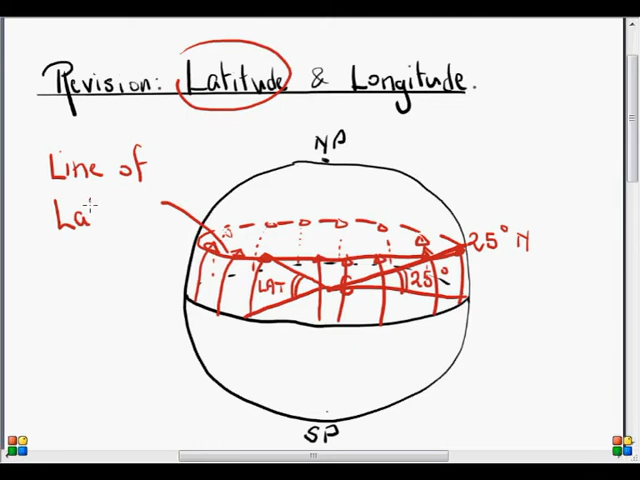 Revision: Latitude & Longitude.
NP
Line of
La
25° N
LAT
C
25°
SP